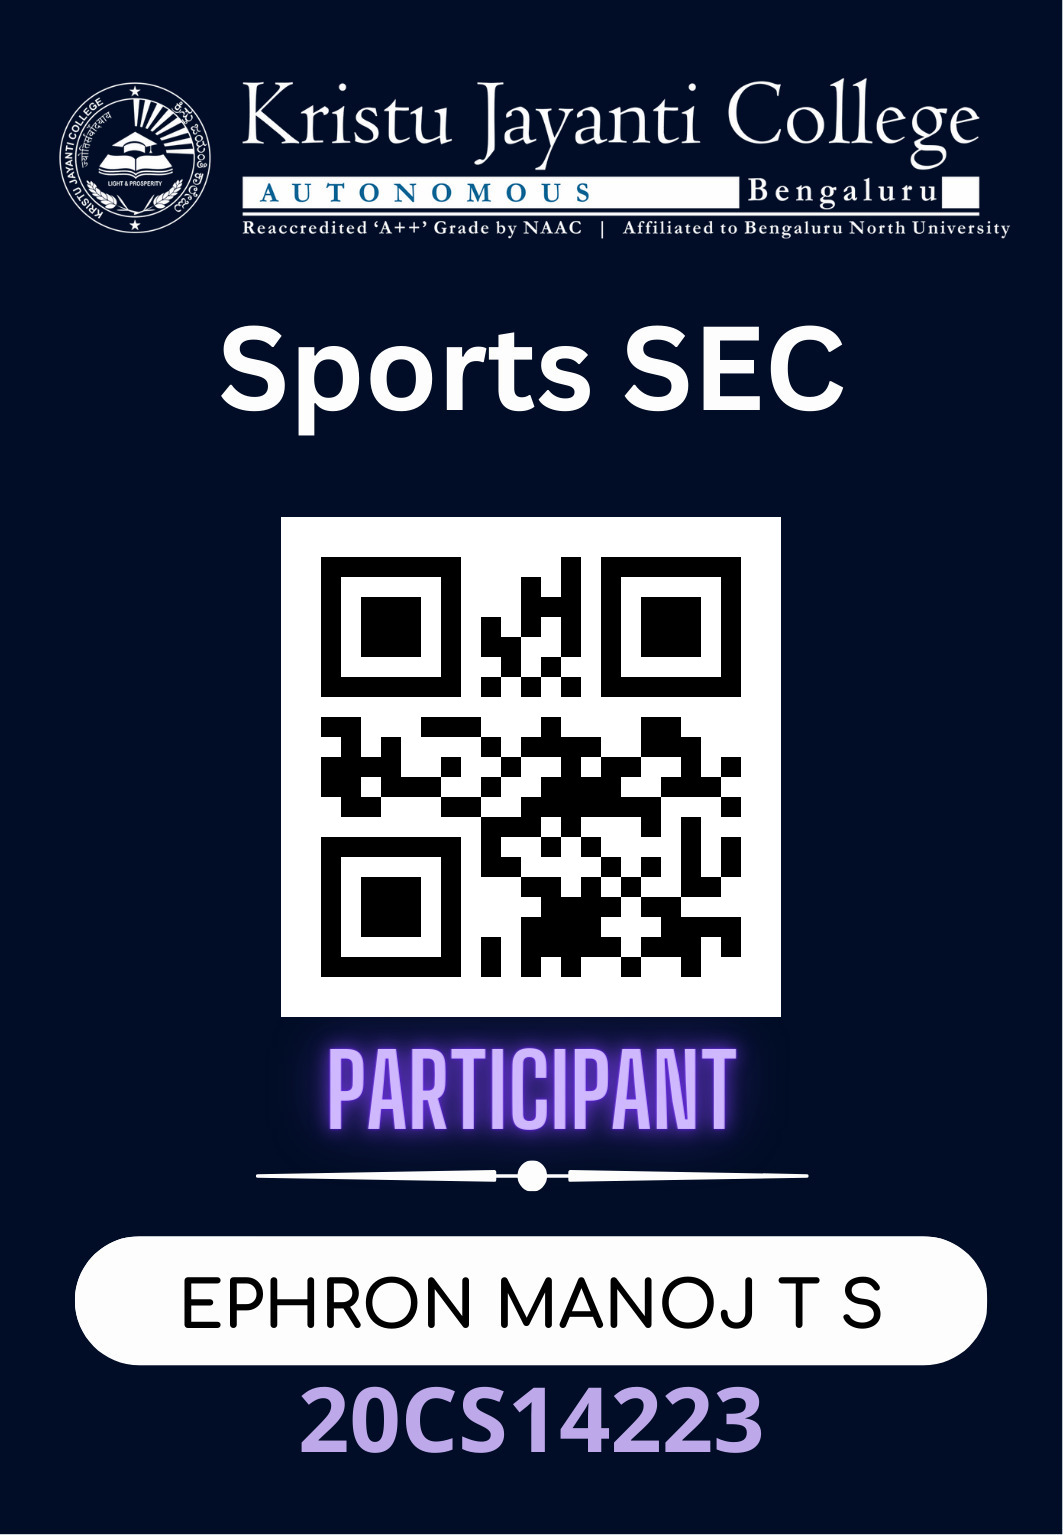 KRISTU JAYANTI COLLEGE
ಕ್ರಿಸ್ತು ಜಯಂತಿ ಕಾಲೇಜು
LIGHT & PROSPERITY
Kristu Jayanti College
AUTONOMOUS Bengaluru
Reaccredited ‘A++’ Grade by NAAC | Affiliated to Bengaluru North University
Sports SEC
PARTICIPANT
EPHRON MANOJ T S
20CS14223